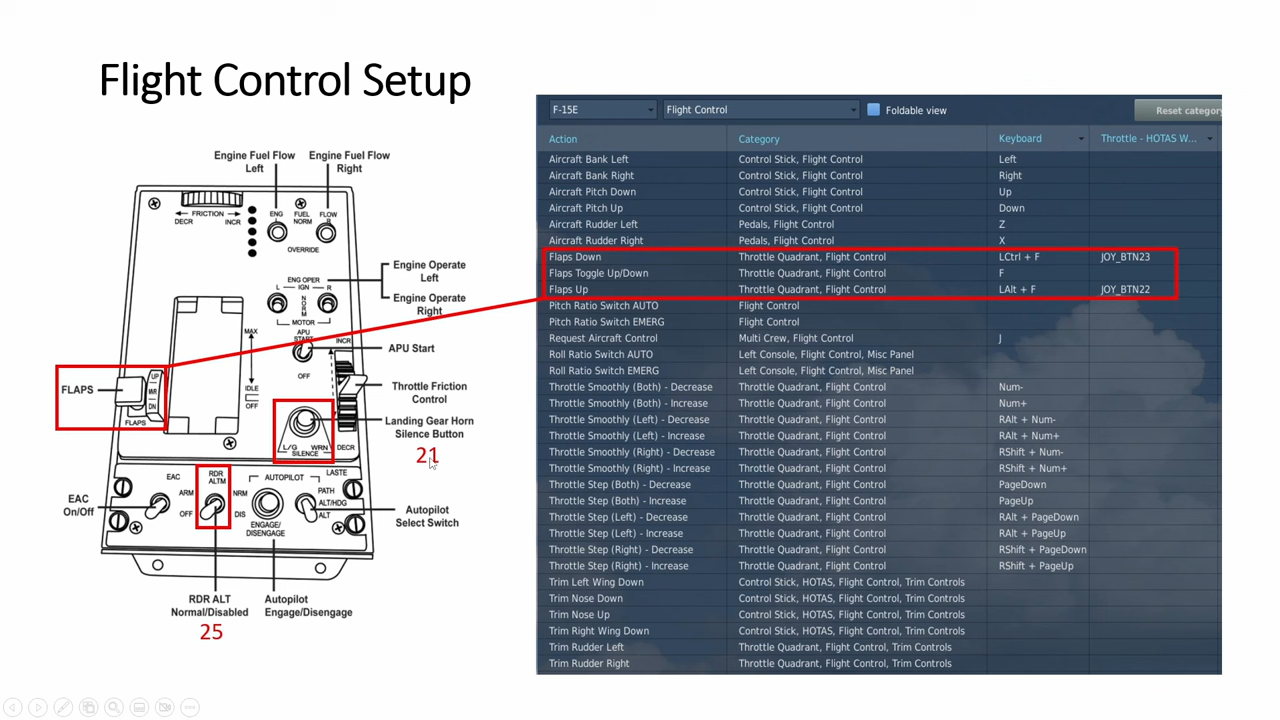 Flight Control Setup
Engine Fuel Flow Left
Engine Fuel Flow Right
FRICTION
DECR
INCR
ENG L
FUEL NORM
FLOW R
OVERRIDE
Engine Operate Left
Engine Operate Right
ENG OPER
L
IGN
R
NORM
MOTOR
APU START
OFF
APU Start
INCR
MAX
IDLE
OFF
Throttle Friction Control
FLAPS
UP
DN
FLAPS
Landing Gear Horn Silence Button
21
L/G
WRN
SILENCE
DECR
EAC
ARM
OFF
EAC On/Off
RDR ALTM
NRM
DIS
AUTOPILOT
LASTE
PATH
ALT/HDG
ALT
ENGAGE/ DISENGAGE
Autopilot Select Switch
RDR ALT Normal/Disabled
25
Autopilot Engage/Disengage
F-15E
Flight Control
Foldable view
Reset category
Action Category Keyboard Throttle - HOTAS W...
Aircraft Bank Left Control Stick, Flight Control Left
Aircraft Bank Right Control Stick, Flight Control Right
Aircraft Pitch Down Control Stick, Flight Control Up
Aircraft Pitch Up Control Stick, Flight Control Down
Aircraft Rudder Left Pedals, Flight Control Z
Aircraft Rudder Right Pedals, Flight Control X
Flaps Down Throttle Quadrant, Flight Control LCtrl + F JOY_BTN23
Flaps Toggle Up/Down Throttle Quadrant, Flight Control F
Flaps Up Throttle Quadrant, Flight Control LAlt + F JOY_BTN22
Pitch Ratio Switch AUTO Flight Control
Pitch Ratio Switch EMERG Flight Control
Request Aircraft Control Multi Crew, Flight Control J
Roll Ratio Switch AUTO Left Console, Flight Control, Misc Panel
Roll Ratio Switch EMERG Left Console, Flight Control, Misc Panel
Throttle Smoothly (Both) - Decrease Throttle Quadrant, Flight Control Num-
Throttle Smoothly (Both) - Increase Throttle Quadrant, Flight Control Num+
Throttle Smoothly (Left) - Decrease Throttle Quadrant, Flight Control RAlt + Num-
Throttle Smoothly (Left) - Increase Throttle Quadrant, Flight Control RAlt + Num+
Throttle Smoothly (Right) - Decrease Throttle Quadrant, Flight Control RShift + Num-
Throttle Smoothly (Right) - Increase Throttle Quadrant, Flight Control RShift + Num+
Throttle Step (Both) - Decrease Throttle Quadrant, Flight Control PageDown
Throttle Step (Both) - Increase Throttle Quadrant, Flight Control PageUp
Throttle Step (Left) - Decrease Throttle Quadrant, Flight Control RAlt + PageDown
Throttle Step (Left) - Increase Throttle Quadrant, Flight Control RAlt + PageUp
Throttle Step (Right) - Decrease Throttle Quadrant, Flight Control RShift + PageDown
Throttle Step (Right) - Increase Throttle Quadrant, Flight Control RShift + PageUp
Trim Left Wing Down Control Stick, HOTAS, Flight Control, Trim Controls
Trim Nose Down Control Stick, HOTAS, Flight Control, Trim Controls
Trim Nose Up Control Stick, HOTAS, Flight Control, Trim Controls
Trim Right Wing Down Control Stick, HOTAS, Flight Control, Trim Controls
Trim Rudder Left Throttle Quadrant, Flight Control, Trim Controls
Trim Rudder Right Throttle Quadrant, Flight Control, Trim Controls